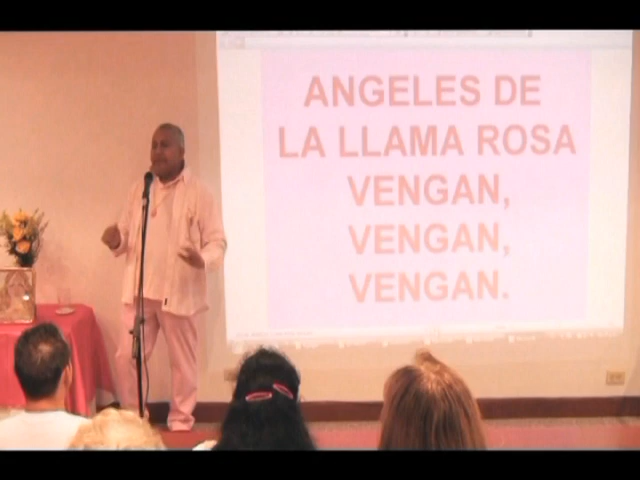 ANGELES DE
LA LLAMA ROSA
VENGAN,
VENGAN,
VENGAN.